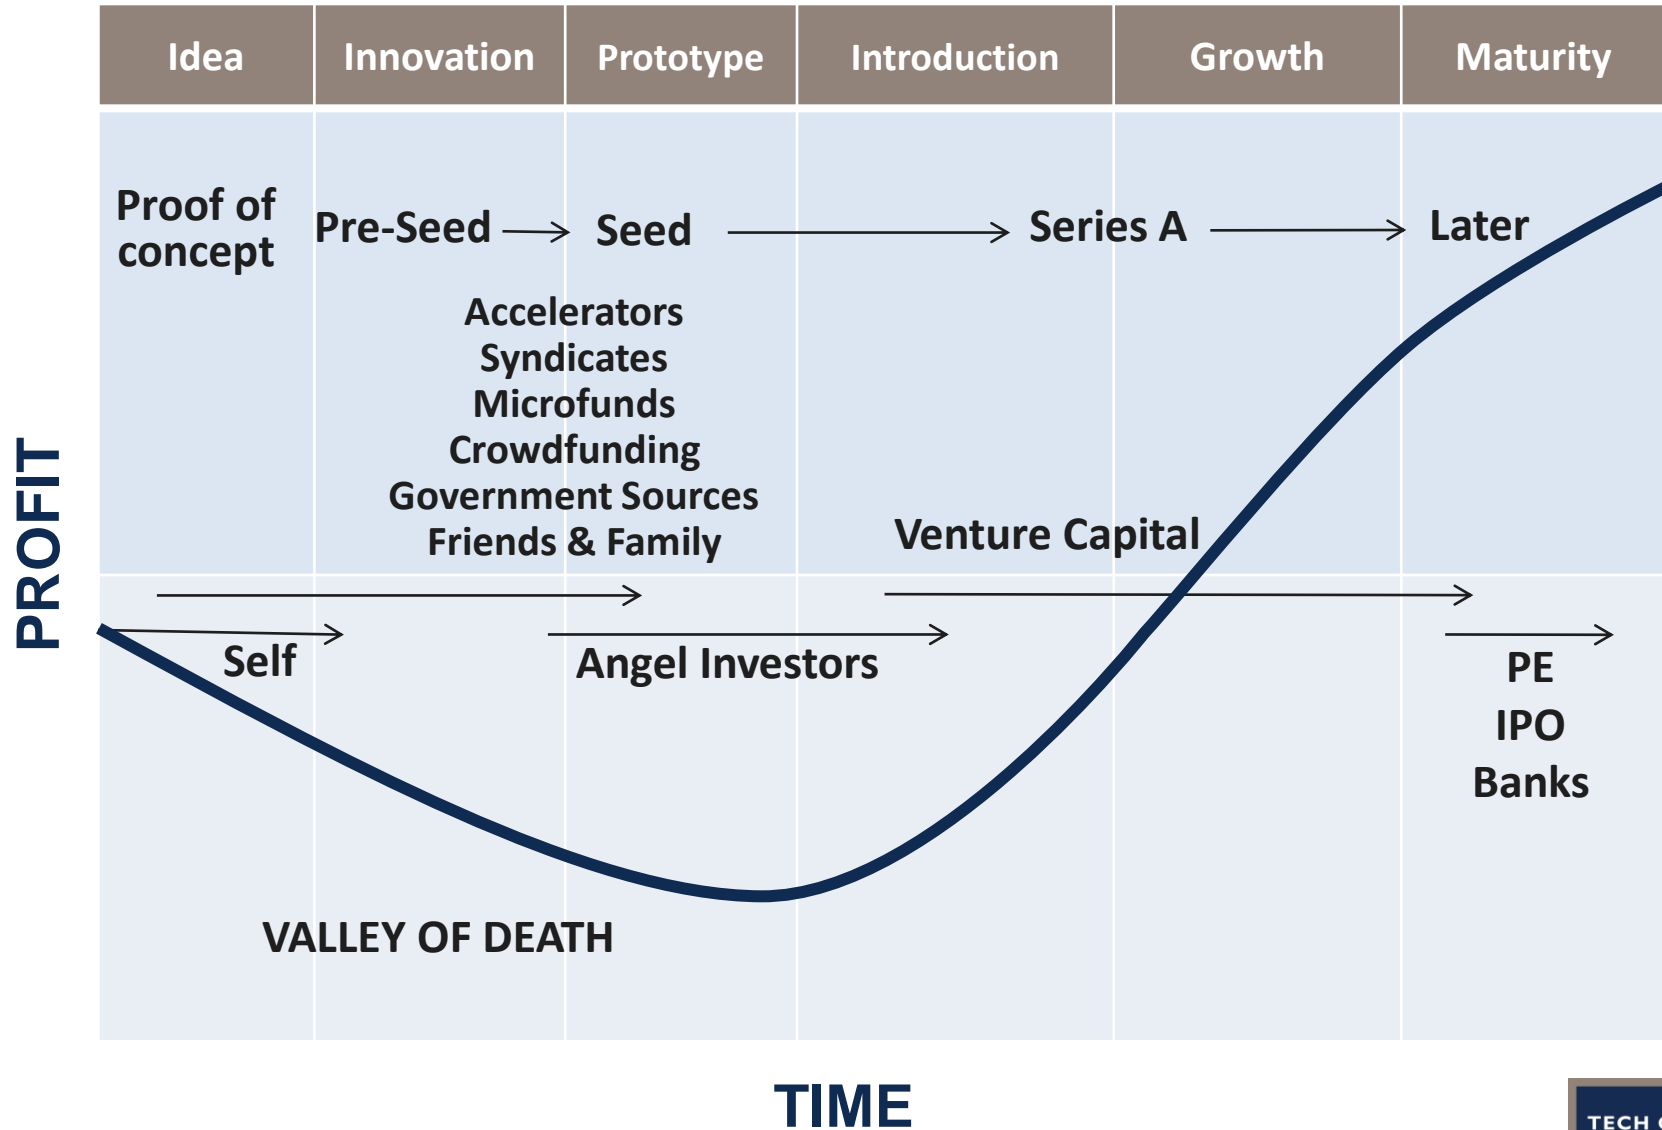 Idea Innovation Prototype Introduction Growth Maturity
Proof of
concept
Pre-Seed Seed Series A Later
Accelerators
Syndicates
Microfunds
Crowdfunding
Government Sources
Friends & Family
Venture Capital
PROFIT
Self Angel Investors PE
IPO
Banks
VALLEY OF DEATH
TIME
TECH